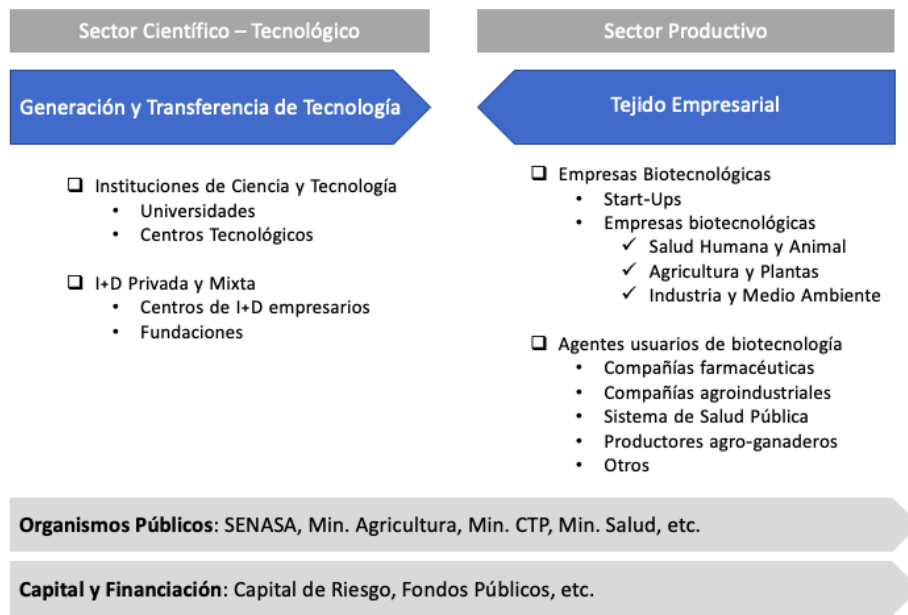 Sector Científico – Tecnológico
Generación y Transferencia de Tecnología
❑ Instituciones de Ciencia y Tecnología
• Universidades
• Centros Tecnológicos
❑ I+D Privada y Mixta
• Centros de I+D empresarios
• Fundaciones
Sector Productivo
Tejido Empresarial
❑ Empresas Biotecnológicas
• Start-Ups
• Empresas biotecnológicas
✓ Salud Humana y Animal
✓ Agricultura y Plantas
✓ Industria y Medio Ambiente
❑ Agentes usuarios de biotecnología
• Compañías farmacéuticas
• Compañías agroindustriales
• Sistema de Salud Pública
• Productores agro-ganaderos
• Otros
Organismos Públicos: SENASA, Min. Agricultura, Min. CTP, Min. Salud, etc.
Capital y Financiación: Capital de Riesgo, Fondos Públicos, etc.